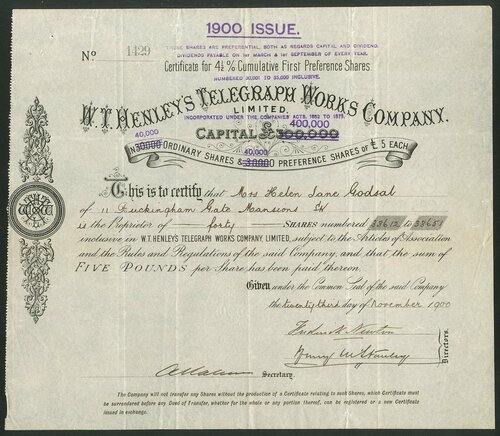 1900 ISSUE.
THESE SHARES ARE PREFERENTIAL, BOTH AS REGARDS CAPITAL AND DIVIDEND.
DIVIDENDS PAYABLE ON 1ST MARCH & 1ST SEPTEMBER OF EVERY YEAR.
No. 1429
Certificate for 4½% Cumulative First Preference Shares
NUMBERED 30,001 TO 55,000 INCLUSIVE.
W.T. HENLEY'S TELEGRAPH WORKS COMPANY.
LIMITED.
INCORPORATED UNDER THE COMPANIES' ACTS, 1862 TO 1879.
400,000
CAPITAL £300,000
40,000
30000 ORDINARY SHARES & 3,0000 PREFERENCE SHARES OF £5 EACH
40,000
This is to certify that Mrs Helen Jane Godsal
of 11 Buckingham Gate Mansions SW
is the Proprietor of forty SHARES numbered 38612 to 38651
inclusive in W.T. HENLEY'S TELEGRAPH WORKS COMPANY, LIMITED, subject to the Articles of Association
and the Rules and Regulations of the said Company, and that the sum of
FIVE POUNDS per Share has been paid thereon.
Given under the Common Seal of the said Company
the twenty third day of November 1900
Directors.
Secretary.
The Company will not transfer any Shares without the production of a Certificate relating to such Shares, which Certificate
must be surrendered before any Deed of Transfer, whether for the whole or any portion thereof, can be registered or a new Certificate
issued in exchange.